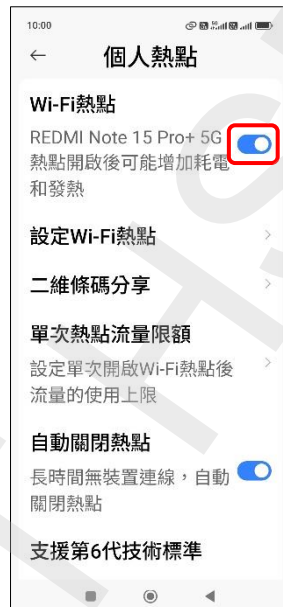 10:00
個人熱點
Wi-Fi熱點
REDMI Note 15 Pro+ 5G
熱點開啟後可能增加耗電
和發熱
設定Wi-Fi熱點
二維條碼分享
單次熱點流量限額
設定單次開啟Wi-Fi熱點後
流量的使用上限
自動關閉熱點
長時間無裝置連線，自動
關閉熱點
支援第6代技術標準